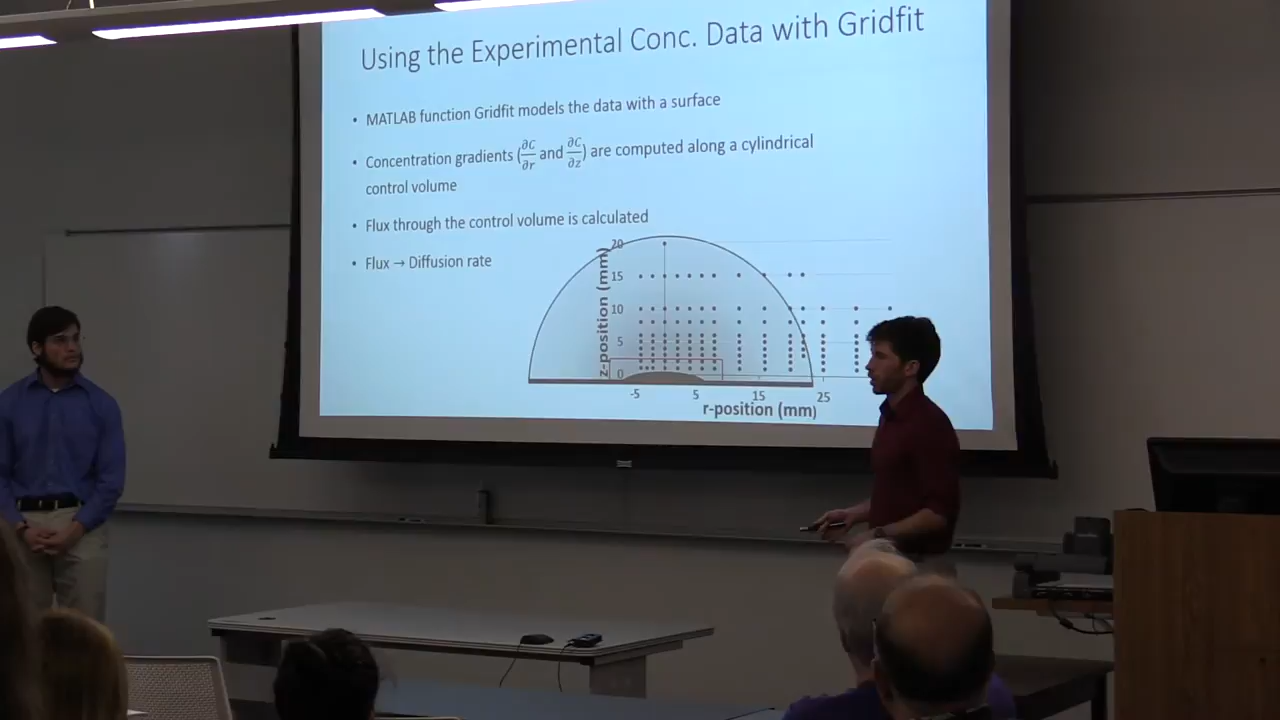 Using the Experimental Conc. Data with Gridfit
• MATLAB function Gridfit models the data with a surface
• Concentration gradients (∂C/∂r and ∂C/∂z) are computed along a cylindrical
control volume
• Flux through the control volume is calculated
• Flux → Diffusion rate
z-position (mm)
20
15
10
5
0
-5 5 15 25
r-position (mm)